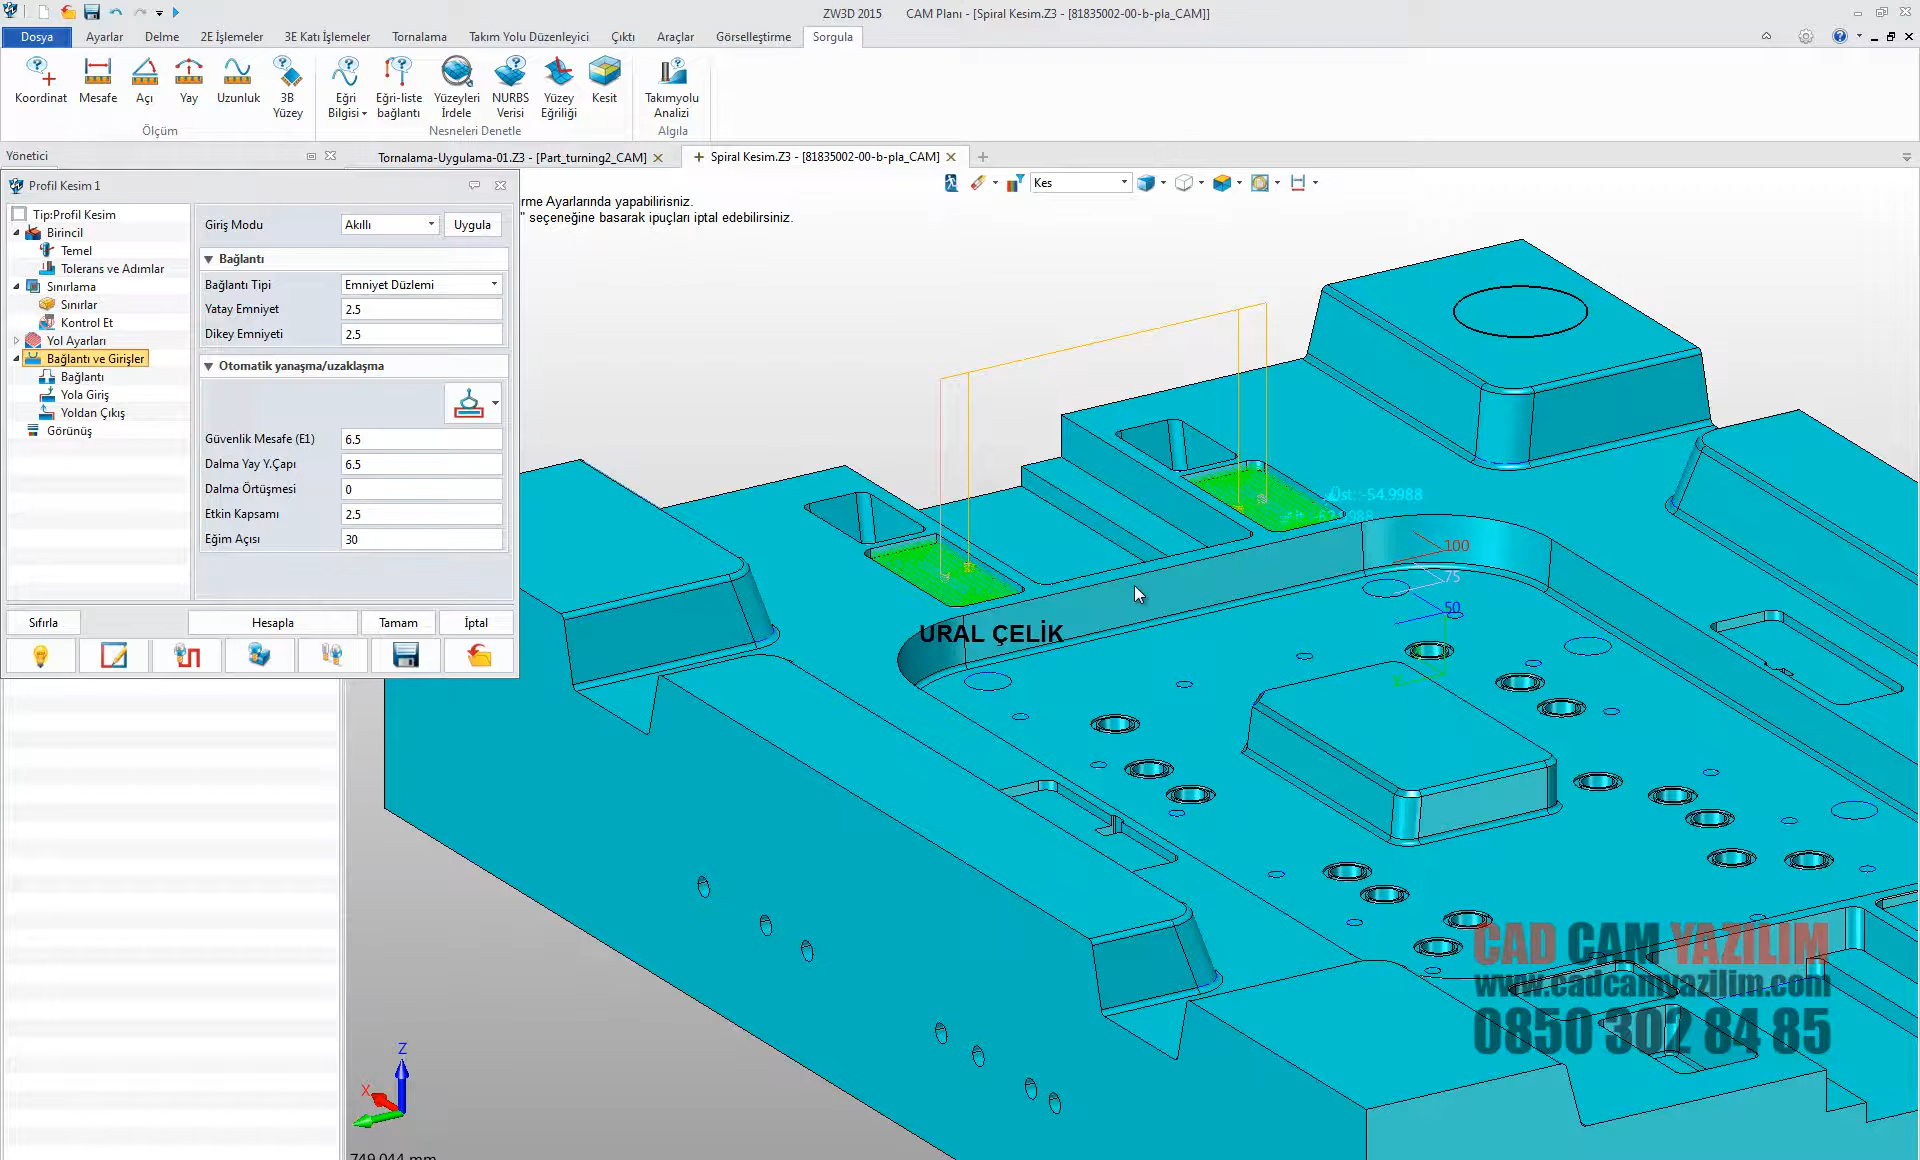 ZW3D 2015 CAM Planı - [Spiral Kesim.Z3 - [81835002-00-b-pla_CAM]]
Dosya Ayarlar Delme 2E İşlemeler 3E Katı İşlemeler Tornalama Takım Yolu Düzenleyici Çıktı Araçlar Görselleştirme Sorgula
Koordinat Mesafe Açı Yay Uzunluk 3B Yüzey Eğri Bilgisi Eğri-liste bağlantı Yüzeyleri İrdele NURBS Verisi Yüzey Eğriliği Kesit Takımyolu Analizi
Ölçüm Nesneleri Denetle Algıla
Yönetici
Tornalama-Uygulama-01.Z3 - [Part_turning2_CAM]
Spiral Kesim.Z3 - [81835002-00-b-pla_CAM]
Kes
rme Ayarlarında yapabilirisniz.
" seçeneğine basarak ipuçları iptal edebilirsiniz.
Profil Kesim 1
Tip:Profil Kesim
Birincil
Temel
Tolerans ve Adımlar
Sınırlama
Sınırlar
Kontrol Et
Yol Ayarları
Bağlantı ve Girişler
Bağlantı
Yola Giriş
Yoldan Çıkış
Görünüş
Giriş Modu Akıllı Uygula
Bağlantı
Bağlantı Tipi Emniyet Düzlemi
Yatay Emniyet 2.5
Dikey Emniyeti 2.5
Otomatik yanaşma/uzaklaşma
Güvenlik Mesafe (E1) 6.5
Dalma Yay Y.Çapı 6.5
Dalma Örtüşmesi 0
Etkin Kapsamı 2.5
Eğim Açısı 30
Sıfırla Hesapla Tamam İptal
Üst:-54.9988
100
75
50
Y
URAL ÇELİK
CAD CAM YAZILIM
www.cadcamyazilim.com
0850 302 84 85
Z
X
749.044 mm